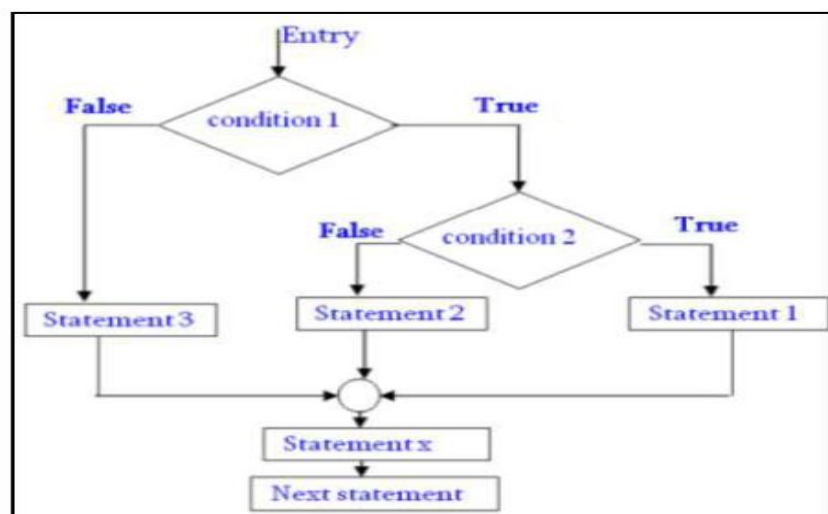 Entry
False
True
condition 1
False
True
condition 2
Statement 3
Statement 2
Statement 1
Statement x
Next statement